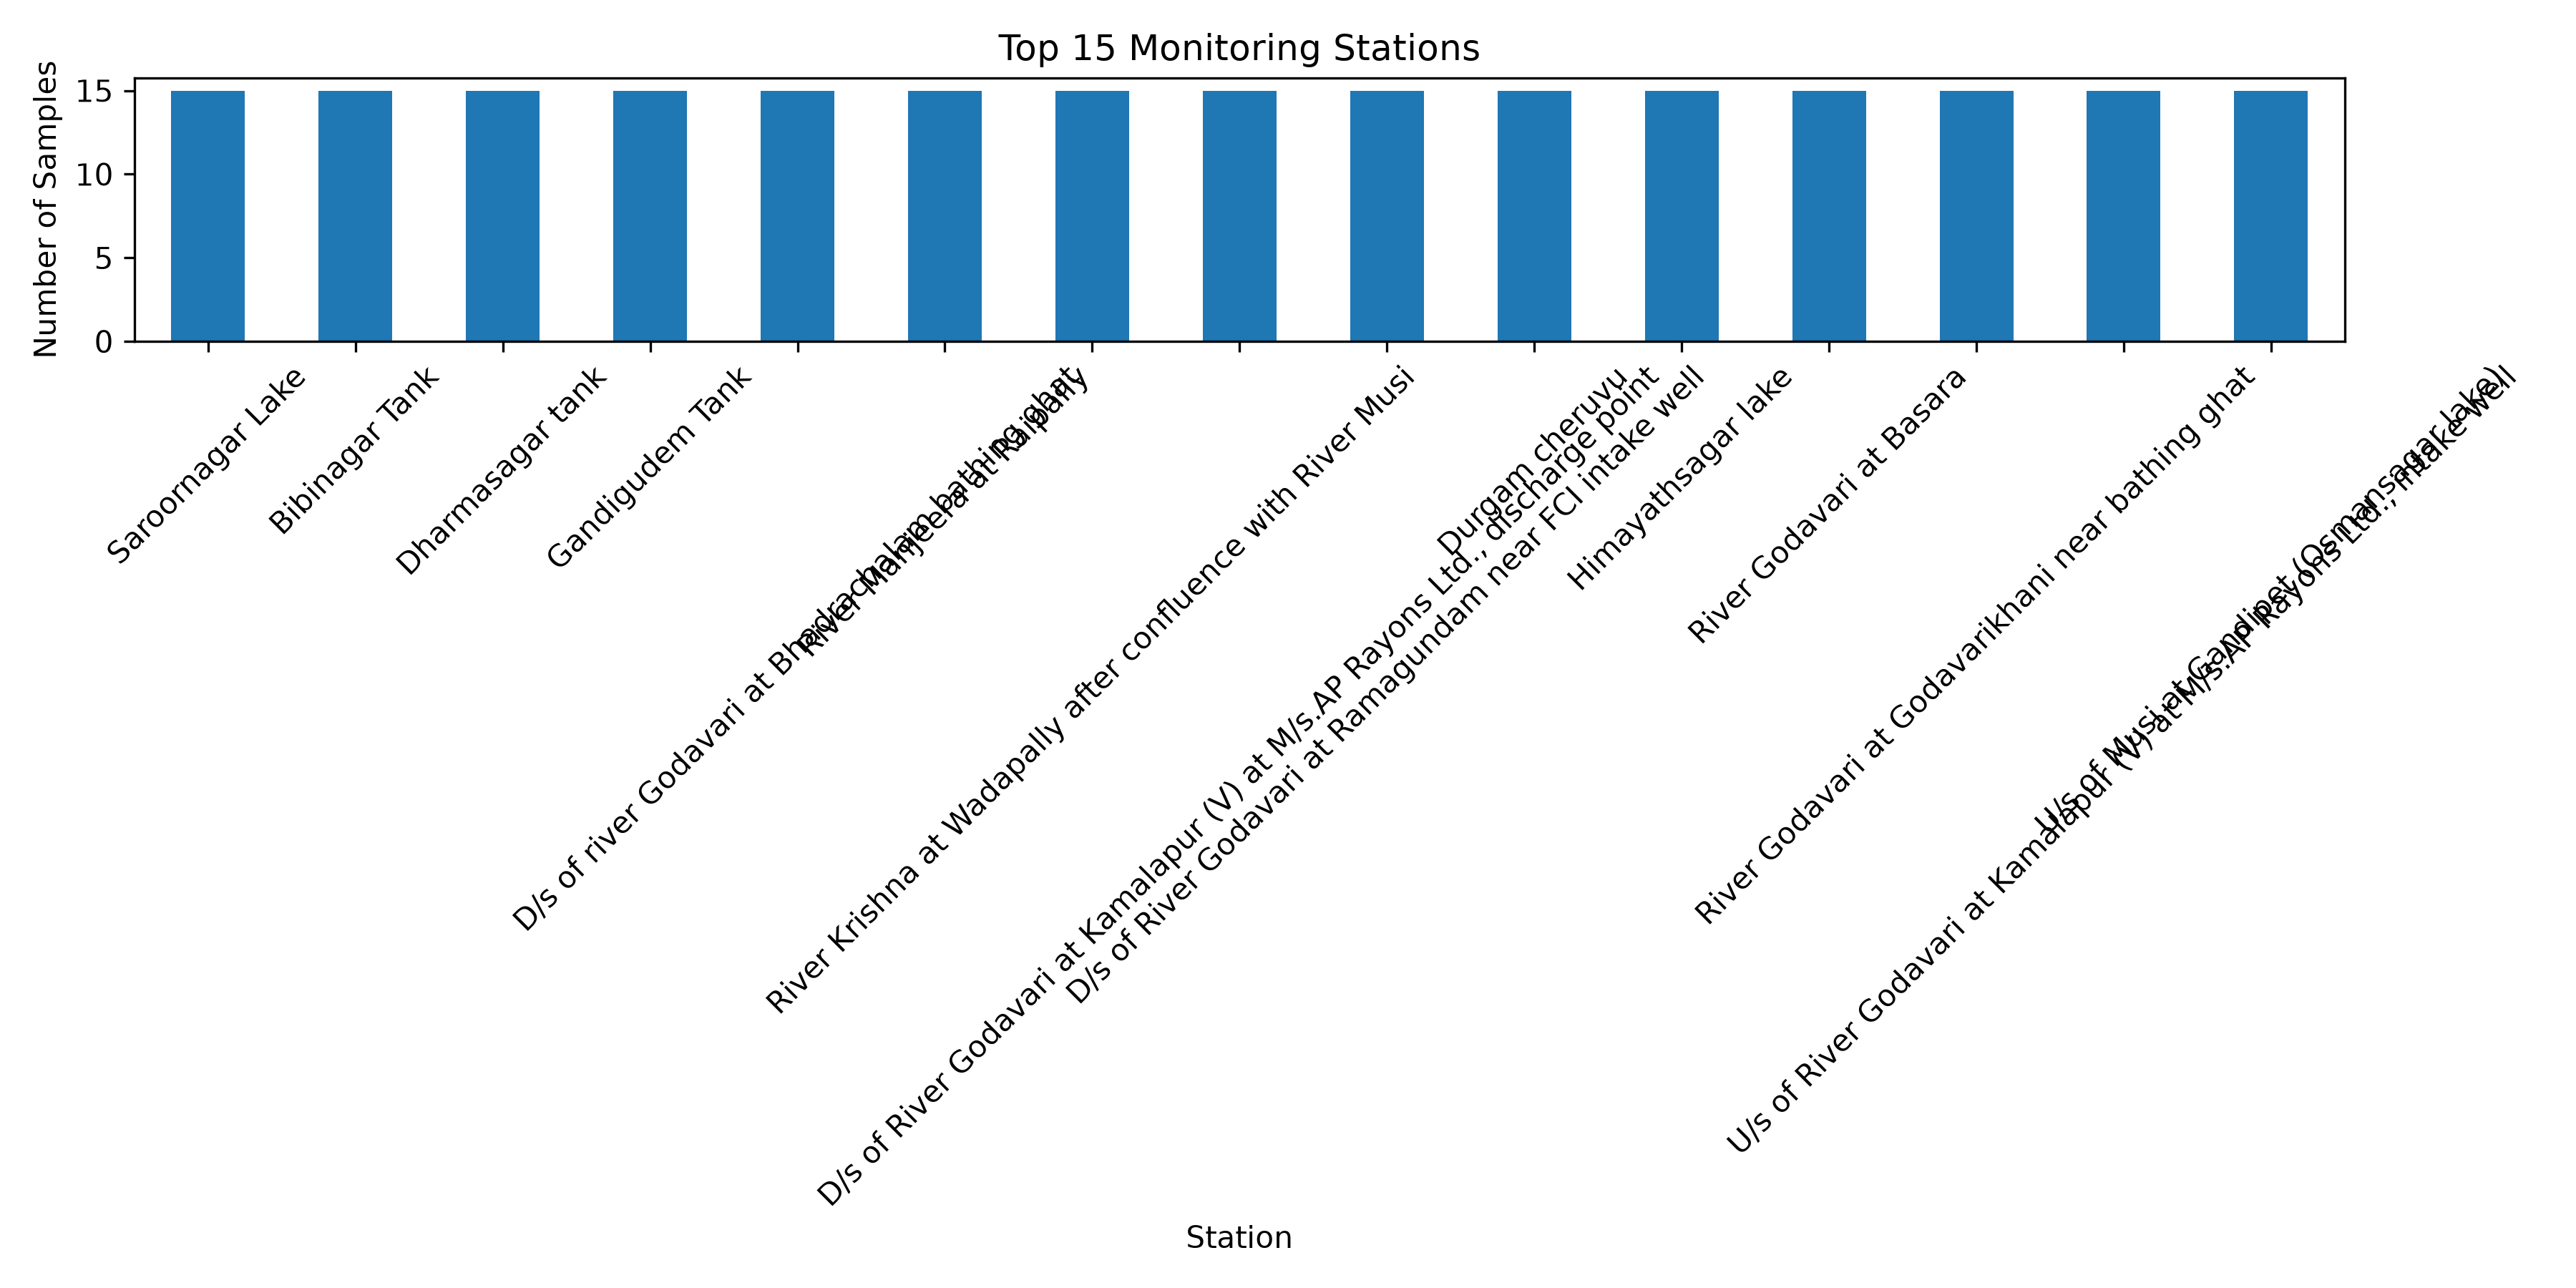 Top 15 Monitoring Stations
Number of Samples
15
10
5
0
Saroornagar Lake
Bibinagar Tank
Dharmasagar tank
Gandigudem Tank
D/s of river Godavari at Bhadrachalam bathing ghat
River Manjeera at Raipally
River Krishna at Wadapally after confluence with River Musi
D/s of River Godavari at Kamalapur (V) at M/s.AP Rayons Ltd., discharge point
D/s of River Godavari at Ramagundam near FCI intake well
Durgam cheruvu
Himayathsagar lake
River Godavari at Basara
River Godavari at Godavarikhani near bathing ghat
U/s of River Godavari at Kamalapur (V) at M/s.AP Rayons Ltd., intake well
U/s of Musi at Gandipet (Osmansagar lake)
Station